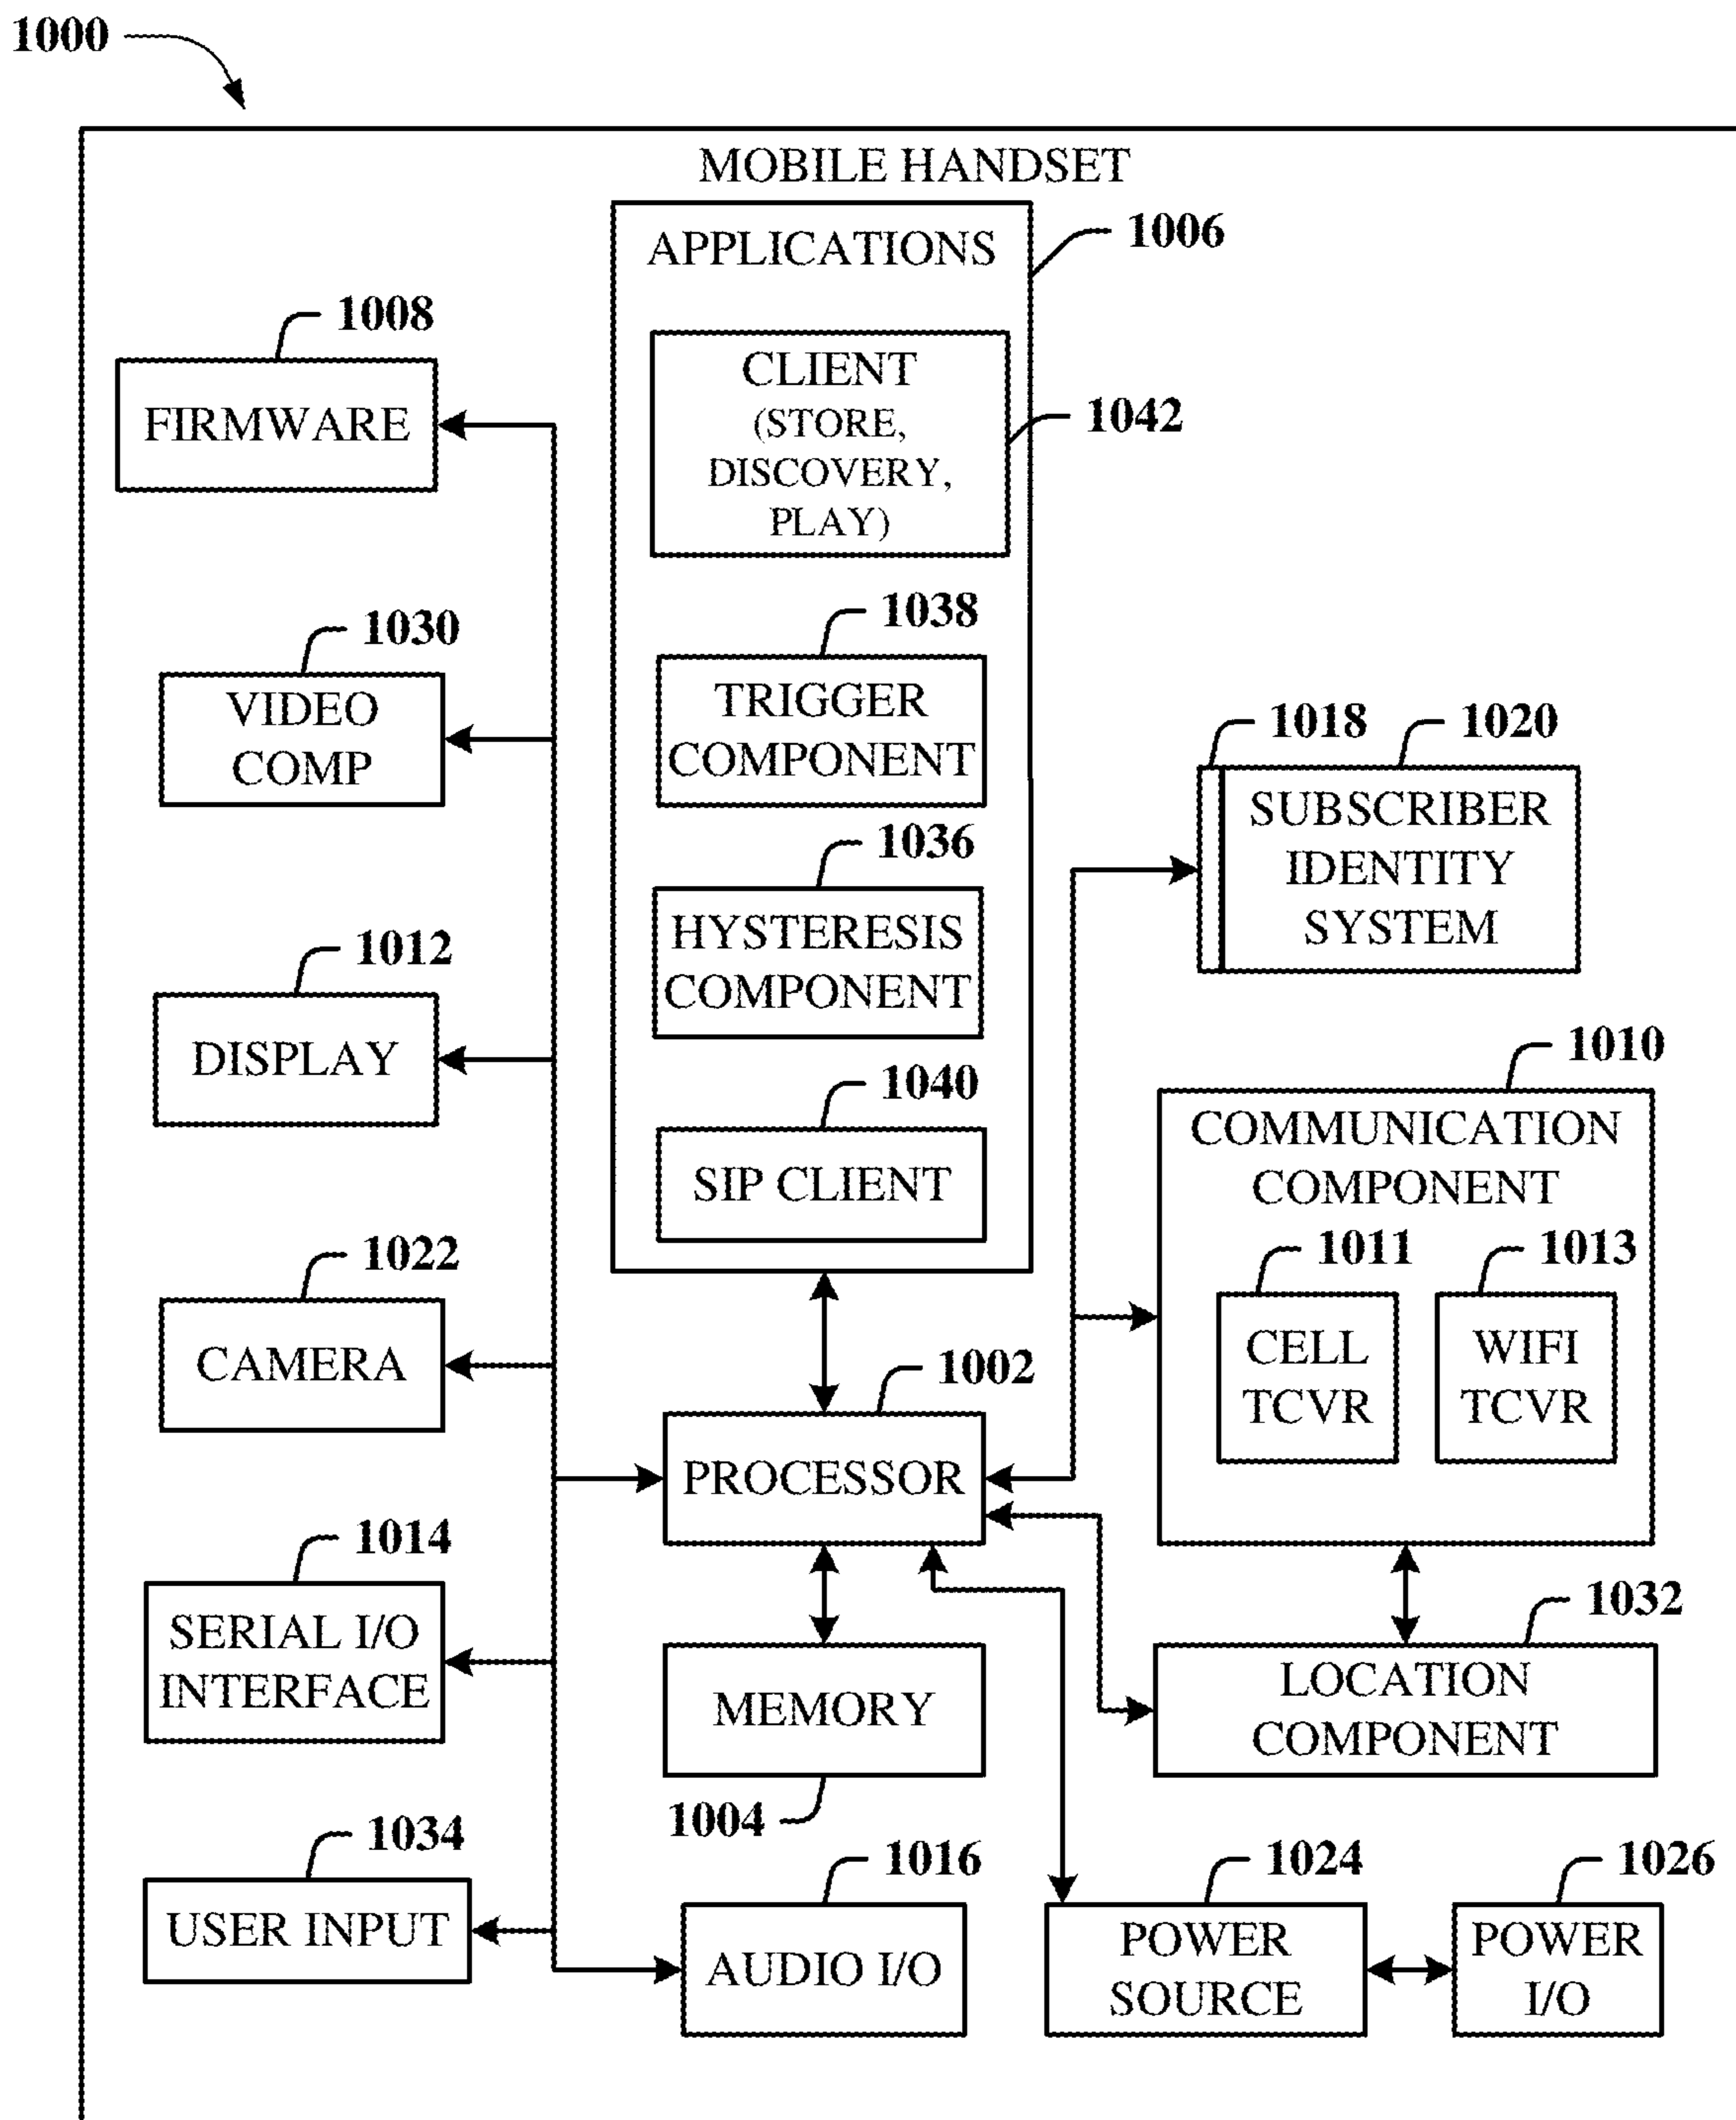 1000
MOBILE HANDSET
APPLICATIONS
1006
CLIENT
(STORE,
DISCOVERY,
PLAY)
1042
1038
TRIGGER
COMPONENT
1036
HYSTERESIS
COMPONENT
1040
SIP CLIENT
1008
FIRMWARE
1030
VIDEO
COMP
1012
DISPLAY
1022
CAMERA
1014
SERIAL I/O
INTERFACE
1034
USER INPUT
1002
PROCESSOR
MEMORY
1004
1016
AUDIO I/O
1018
1020
SUBSCRIBER
IDENTITY
SYSTEM
1010
COMMUNICATION
COMPONENT
1011
CELL
TCVR
1013
WIFI
TCVR
1032
LOCATION
COMPONENT
1024
POWER
SOURCE
1026
POWER
I/O